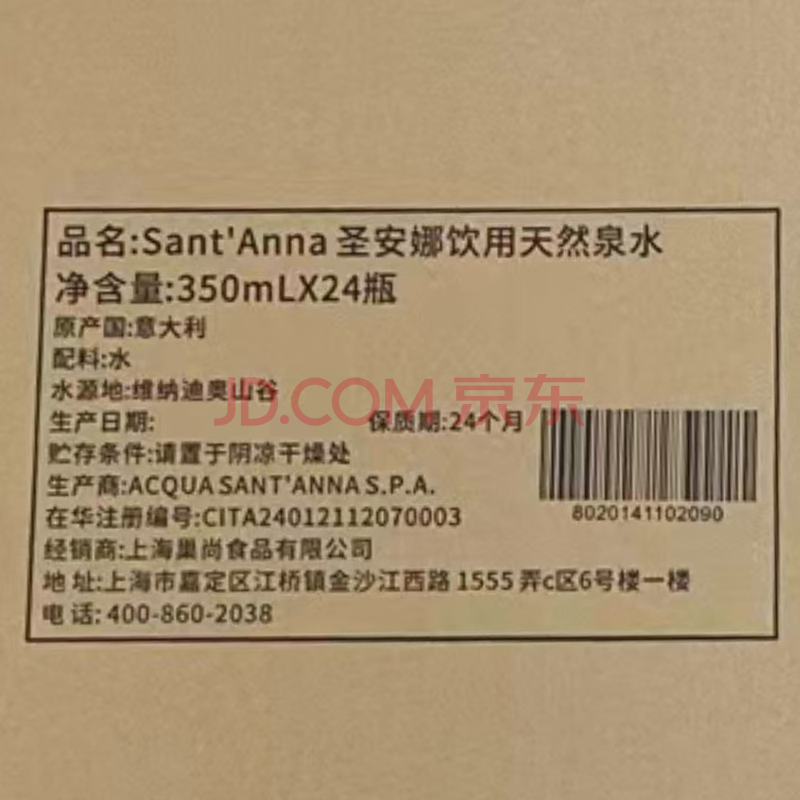 品名:Sant'Anna 圣安娜饮用天然泉水
净含量:350mLX24瓶
原产国:意大利
配料:水
水源地:维纳迪奥山谷
JD.COM 京东
生产日期: 保质期:24个月
贮存条件:请置于阴凉干燥处
生产商:ACQUA SANT'ANNA S.P.A.
8020141102090
在华注册编号:CITA24012112070003
经销商:上海巢尚食品有限公司
地 址:上海市嘉定区江桥镇金沙江西路 1555 弄c区6号楼一楼
电 话: 400-860-2038